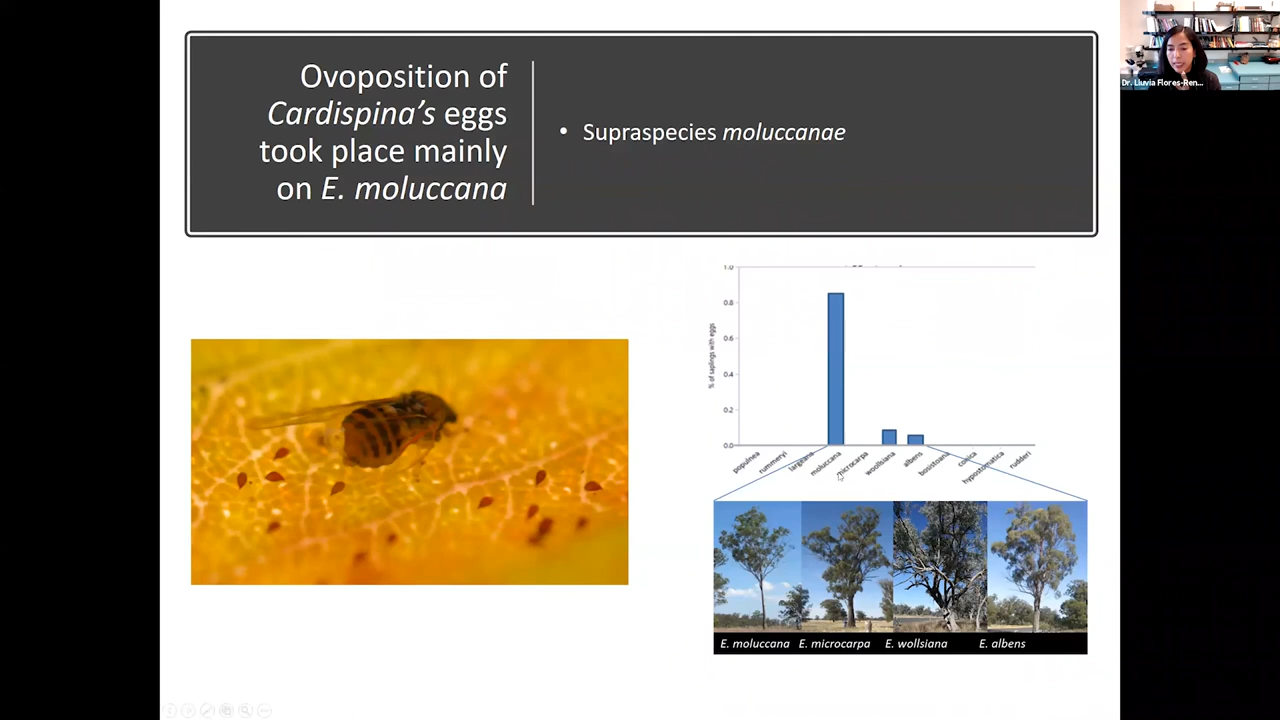 Ovoposition of
Cardispina's eggs
took place mainly
on E. moluccana
• Supraspecies moluccanae
Dr. Lluvia Flores-Ren...
1.0
0.8
0.6
0.4
0.2
0.0
% of saplings with eggs
populnea
rummeryi
largeana
moluccana
microcarpa
woollsiana
albens
bosistoana
conica
hypostomatica
rudderi
E. moluccana E. microcarpa E. wollsiana E. albens